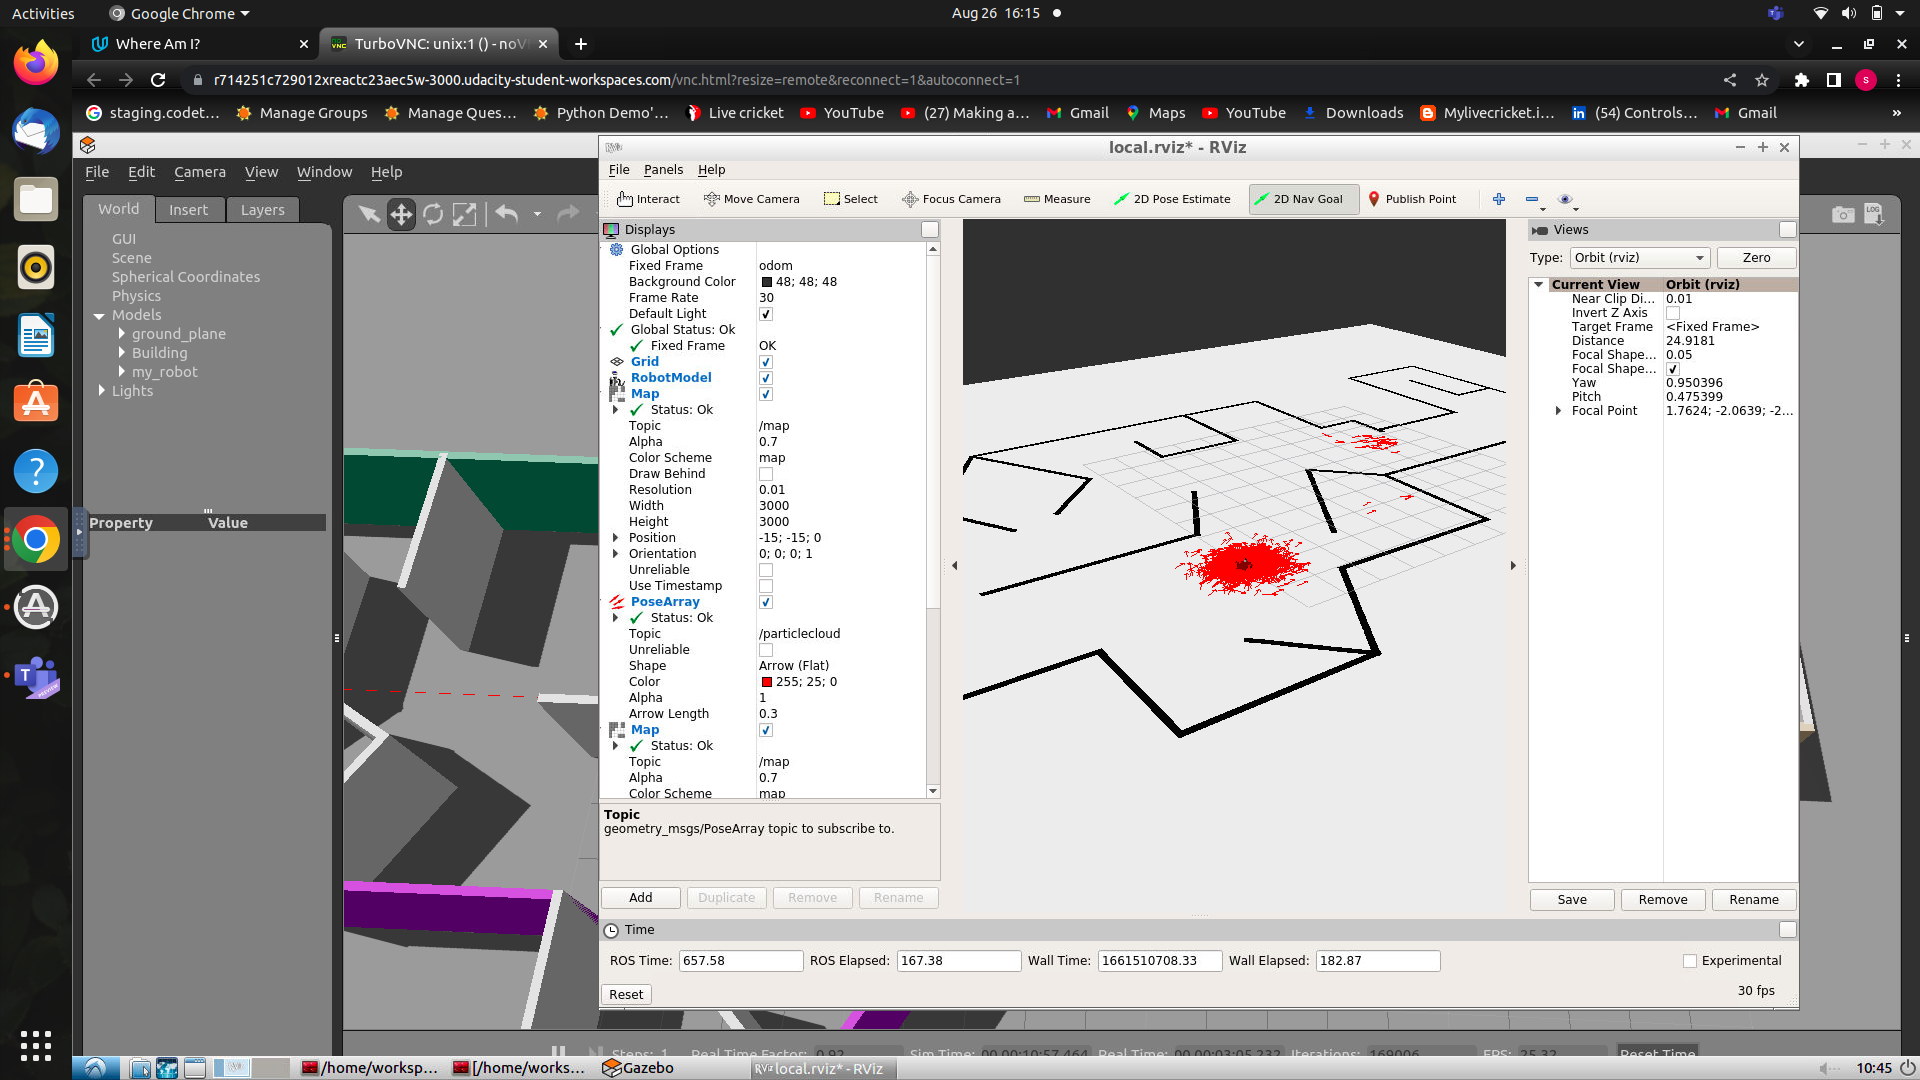 Activities
Google Chrome
Aug 26 16:15
Where Am I?
TurboVNC: unix:1 () - noV
r714251c729012xreactc23aec5w-3000.udacity-student-workspaces.com/vnc.html?resize=remote&reconnect=1&autoconnect=1
s
staging.codet...
Manage Groups
Manage Ques...
Python Demo'...
Live cricket
YouTube
(27) Making a...
Gmail
Maps
YouTube
Downloads
Mylivecricket.i...
(54) Controls...
Gmail
»
File Edit Camera View Window Help
World Insert Layers
GUI
Scene
Spherical Coordinates
Physics
Models
ground_plane
Building
my_robot
Lights
Property Value
LOG
local.rviz* - RViz
File Panels Help
Interact Move Camera Select Focus Camera Measure 2D Pose Estimate 2D Nav Goal Publish Point
Displays
Global Options
Fixed Frame odom
Background Color 48; 48; 48
Frame Rate 30
Default Light
Global Status: Ok
Fixed Frame OK
Grid
RobotModel
Map
Status: Ok
Topic /map
Alpha 0.7
Color Scheme map
Draw Behind
Resolution 0.01
Width 3000
Height 3000
Position -15; -15; 0
Orientation 0; 0; 0; 1
Unreliable
Use Timestamp
PoseArray
Status: Ok
Topic /particlecloud
Unreliable
Shape Arrow (Flat)
Color 255; 25; 0
Alpha 1
Arrow Length 0.3
Map
Status: Ok
Topic /map
Alpha 0.7
Color Scheme map
Topic
geometry_msgs/PoseArray topic to subscribe to.
Add Duplicate Remove Rename
Views
Type: Orbit (rviz) Zero
Current View Orbit (rviz)
Near Clip Di... 0.01
Invert Z Axis
Target Frame <Fixed Frame>
Distance 24.9181
Focal Shape... 0.05
Focal Shape...
Yaw 0.950396
Pitch 0.475399
Focal Point 1.7624; -2.0639; -2...
Save Remove Rename
Time
ROS Time: 657.58 ROS Elapsed: 167.38 Wall Time: 1661510708.33 Wall Elapsed: 182.87 Experimental
Reset 30 fps
Steps: 1 Real Time Factor: 0.92 Sim Time: 00 00:10:57.464 Real Time: 00 00:03:05.232 Iterations: 169006 FPS: 25.32 Reset Time
/home/worksp...
[/home/works...
Gazebo
local.rviz* - RViz
10:45